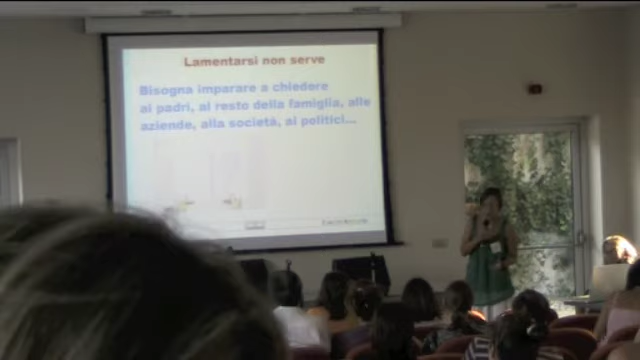 Lamentarsi non serve
Bisogna imparare a chiedere
ai padri, al resto della famiglia, alle
aziende, alla società, ai politici...